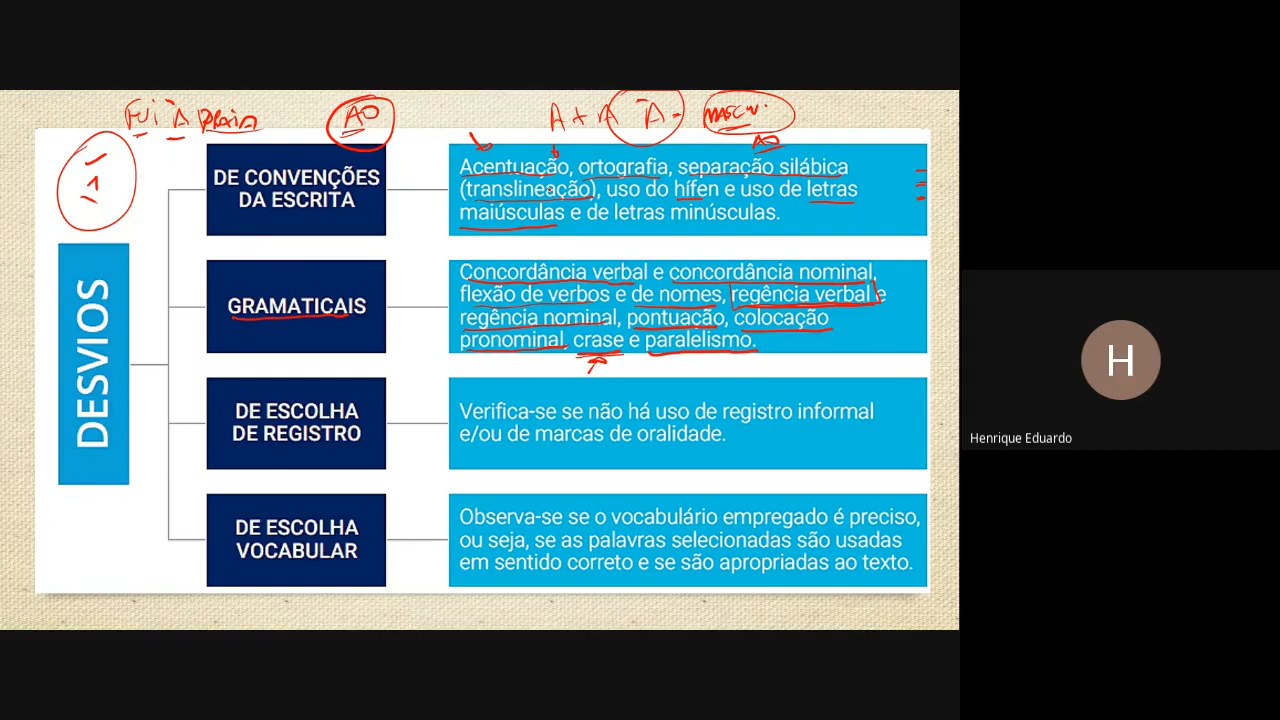 Fui À praia
AO
A + A À -
MASCU.
AO
DESVIOS
DE CONVENÇÕES
DA ESCRITA
Acentuação, ortografia, separação silábica
(translineação), uso do hífen e uso de letras
maiúsculas e de letras minúsculas.
GRAMATICAIS
Concordância verbal e concordância nominal,
flexão de verbos e de nomes, regência verbal e
regência nominal, pontuação, colocação
pronominal, crase e paralelismo.
DE ESCOLHA
DE REGISTRO
Verifica-se se não há uso de registro informal
e/ou de marcas de oralidade.
DE ESCOLHA
VOCABULAR
Observa-se se o vocabulário empregado é preciso,
ou seja, se as palavras selecionadas são usadas
em sentido correto e se são apropriadas ao texto.
H
Henrique Eduardo